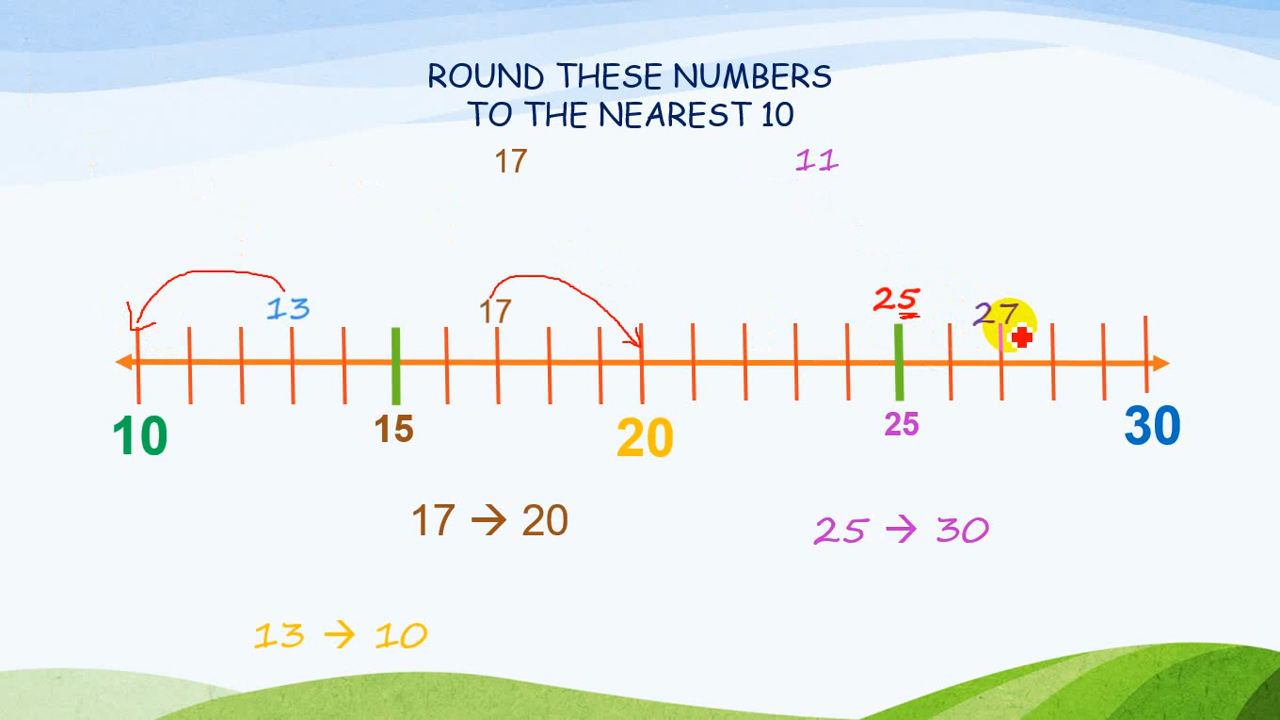 ROUND THESE NUMBERS
TO THE NEAREST 10
17 11
13 17 25 27
10 15 20 25 30
17 → 20 25 → 30
13 → 10